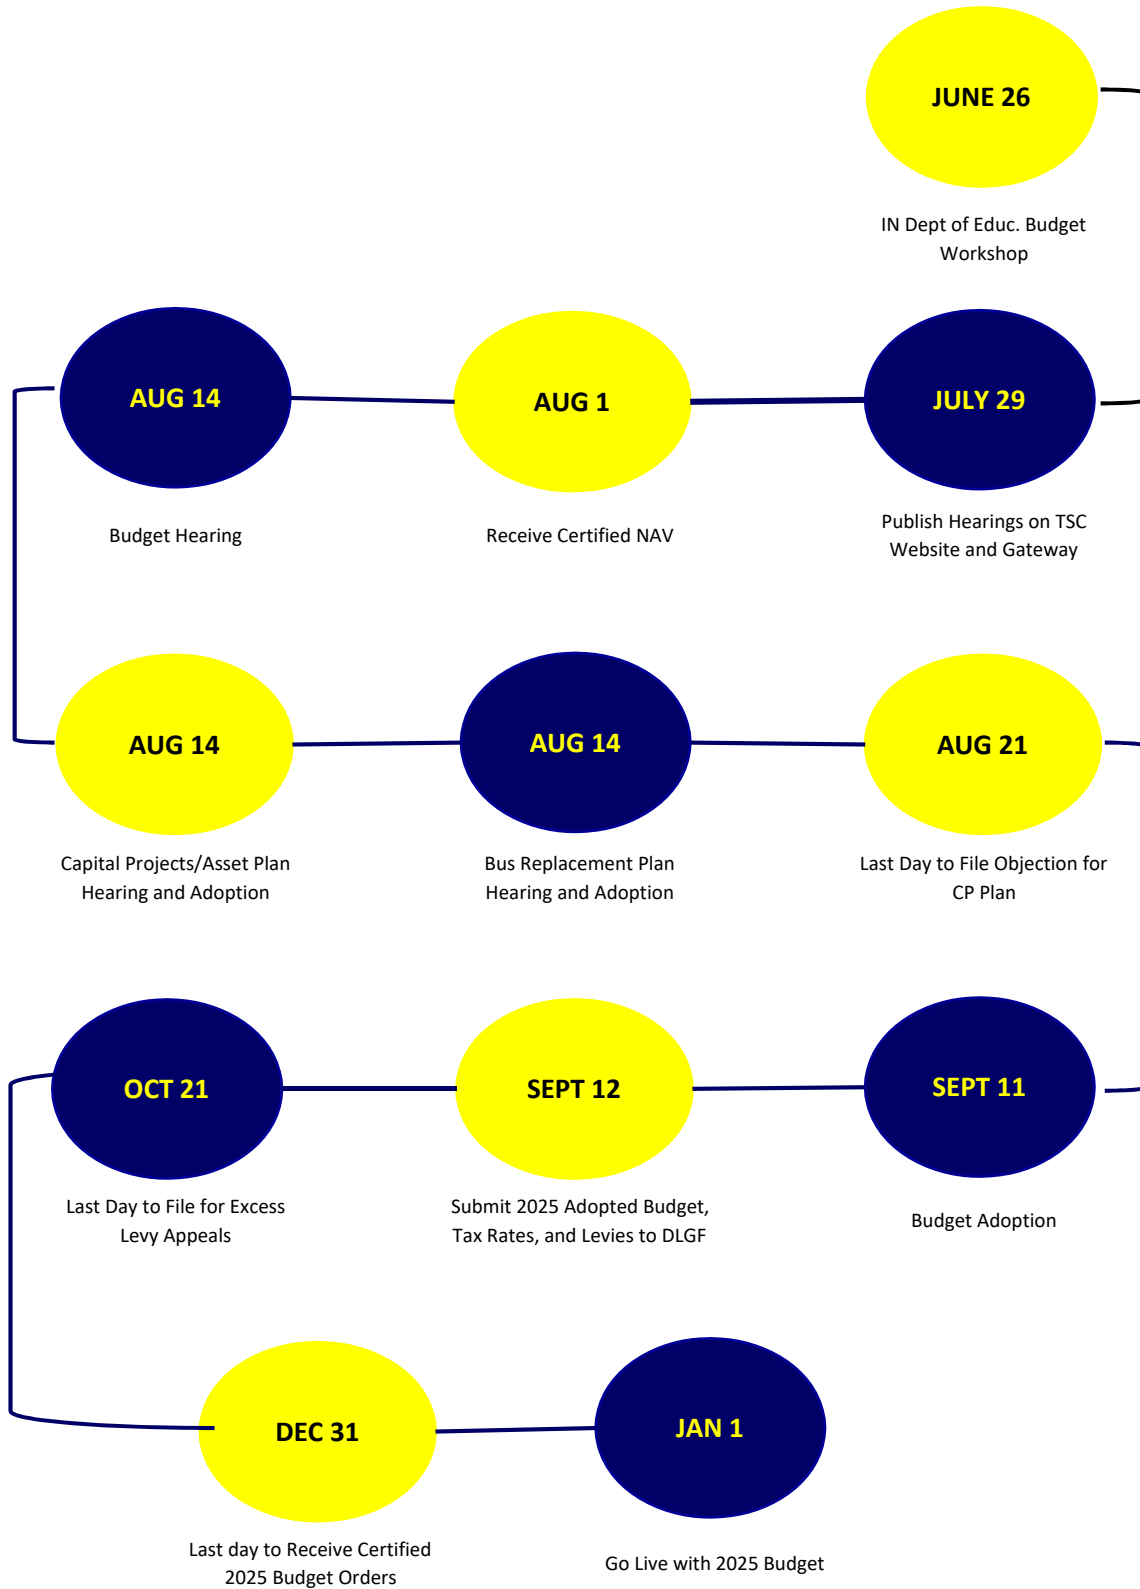 JUNE 26
IN Dept of Educ. Budget
Workshop
AUG 14
Budget Hearing
AUG 1
Receive Certified NAV
JULY 29
Publish Hearings on TSC
Website and Gateway
AUG 14
Capital Projects/Asset Plan
Hearing and Adoption
AUG 14
Bus Replacement Plan
Hearing and Adoption
AUG 21
Last Day to File Objection for
CP Plan
OCT 21
Last Day to File for Excess
Levy Appeals
SEPT 12
Submit 2025 Adopted Budget,
Tax Rates, and Levies to DLGF
SEPT 11
Budget Adoption
DEC 31
Last day to Receive Certified
2025 Budget Orders
JAN 1
Go Live with 2025 Budget